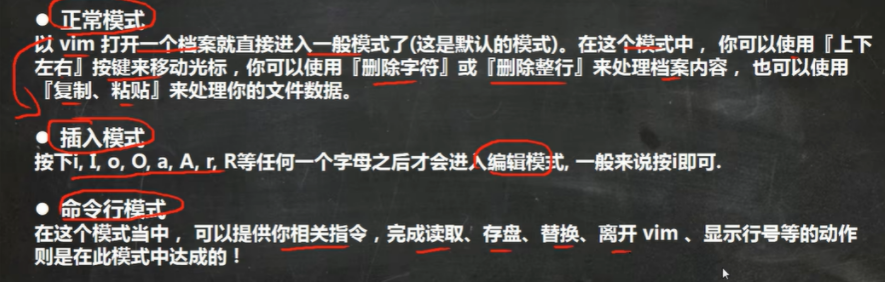 ● 正常模式
以 vim 打开一个档案就直接进入一般模式了(这是默认的模式)。在这个模式中， 你可以使用『上下
左右』按键来移动光标，你可以使用『删除字符』或『删除整行』来处理档案内容， 也可以使用
『复制、粘贴』来处理你的文件数据。
● 插入模式
按下i, I, o, O, a, A, r, R等任何一个字母之后才会进入编辑模式, 一般来说按i即可.
● 命令行模式
在这个模式当中， 可以提供你相关指令，完成读取、存盘、替换、离开 vim 、显示行号等的动作
则是在此模式中达成的！